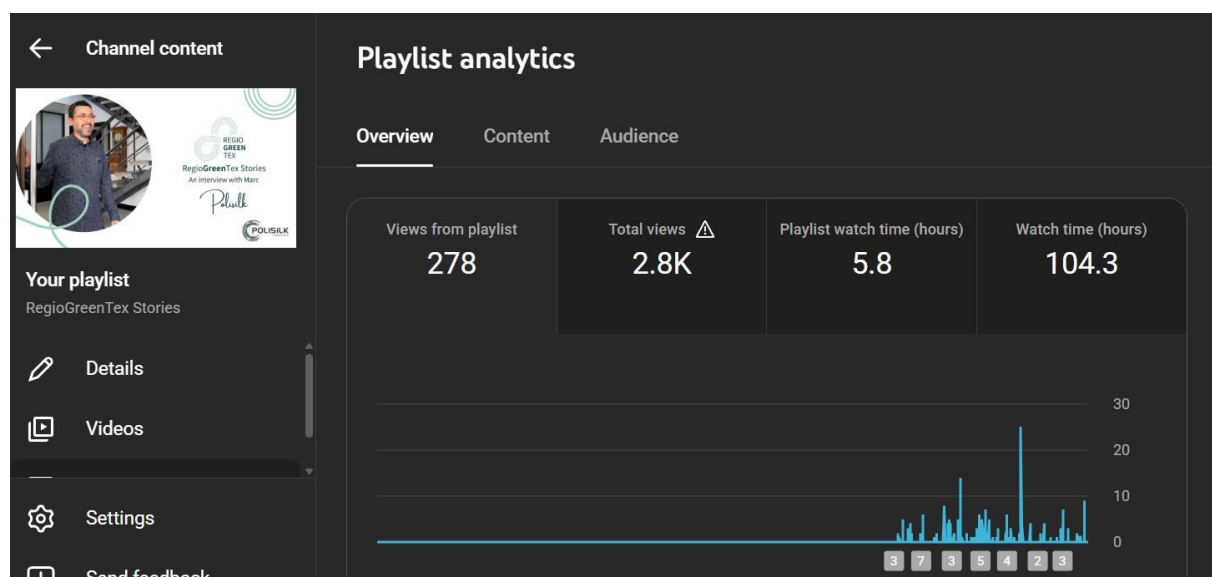 Channel content
REGIO
GREEN
TEX
RegioGreenTex Stories
An interview with Marc
Polisilk
POLISILK
Your playlist
RegioGreenTex Stories
Details
Videos
Settings
Send feedback
Playlist analytics
Overview Content Audience
Views from playlist Total views Playlist watch time (hours) Watch time (hours)
278 2.8K 5.8 104.3
30
20
10
0
3 7 3 5 4 2 3